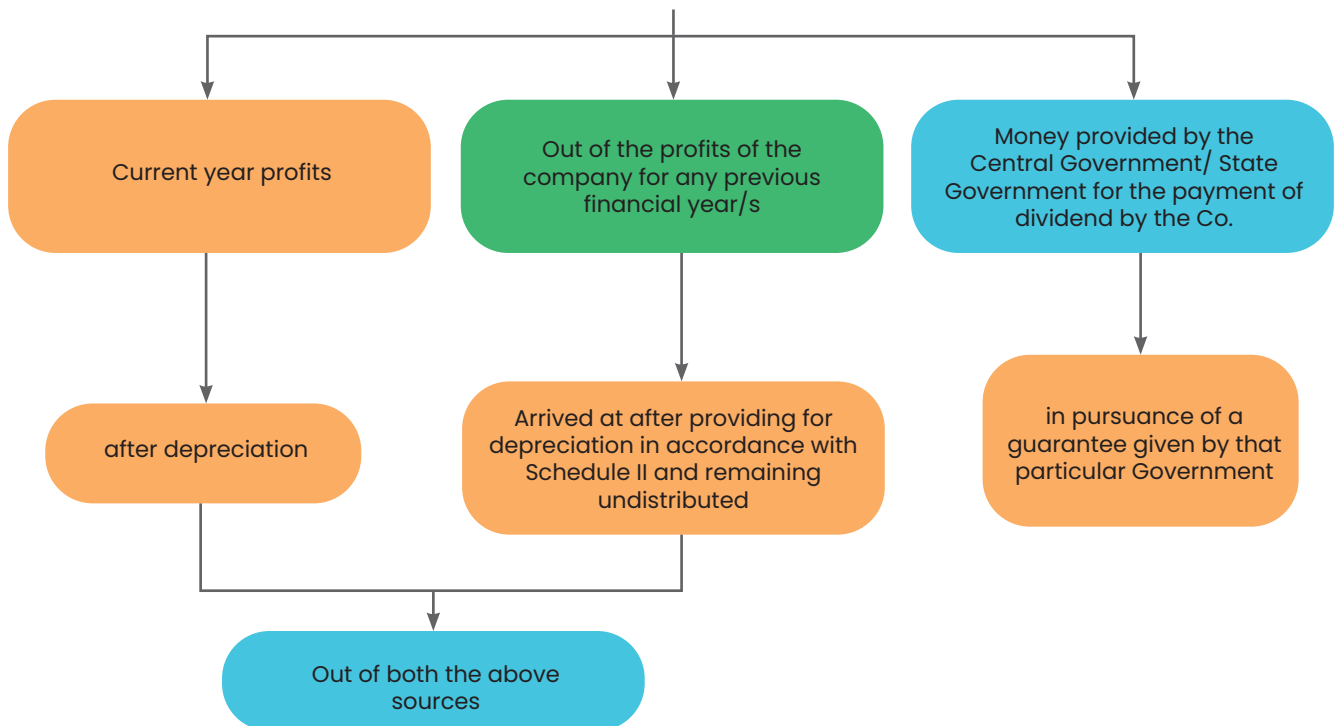 Current year profits
Out of the profits of the
company for any previous
financial year/s
Money provided by the
Central Government/ State
Government for the payment of
dividend by the Co.
after depreciation
Arrived at after providing for
depreciation in accordance with
Schedule II and remaining
undistributed
in pursuance of a
guarantee given by that
particular Government
Out of both the above
sources